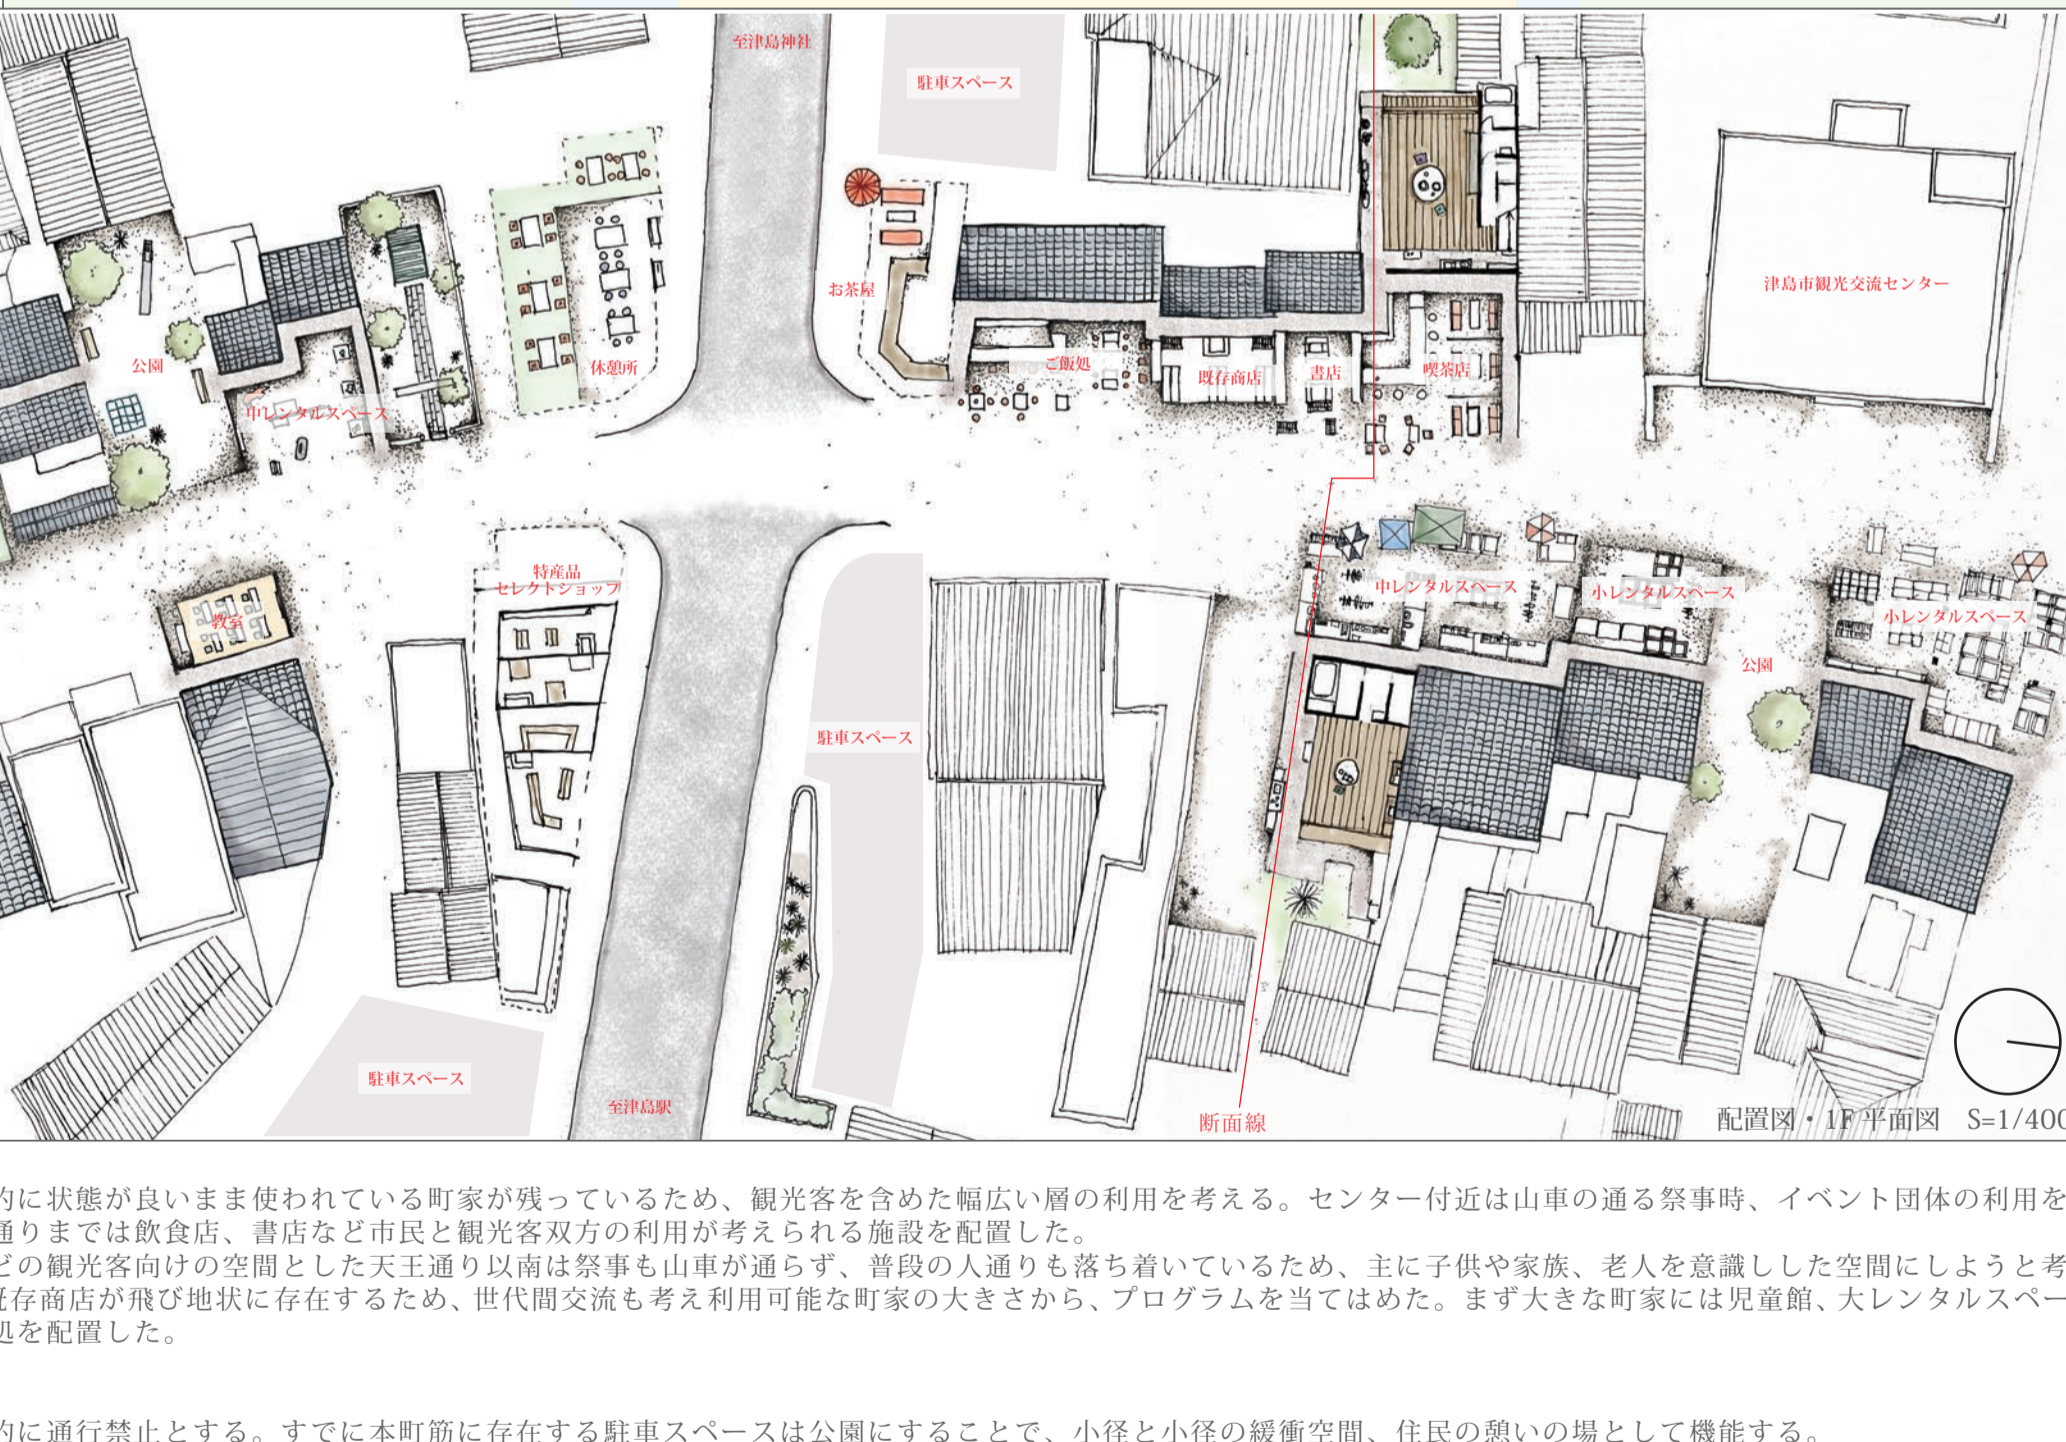 至津島神社
駐車スペース
津島市観光交流センター
お茶屋
公園
休憩所
ご飯処
既存商店
書店
喫茶店
中レンタルスペース
特産品
セレクトショップ
中レンタルスペース
小レンタルスペース
小レンタルスペース
教室
公園
駐車スペース
駐車スペース
至津島駅
断面線
配置図・1F 平面図 S=1/400
的に状態が良いまま使われている町家が残っているため、観光客を含めた幅広い層の利用を考える。センター付近は山車の通る祭事時、イベント団体の利用を
通りまでは飲食店、書店など市民と観光客双方の利用が考えられる施設を配置した。
どの観光客向けの空間とした天王通り以南は祭事も山車が通らず、普段の人通りも落ち着いているため、主に子供や家族、老人を意識しした空間にしようと考
既存商店が飛び地状に存在するため、世代間交流も考え利用可能な町家の大きさから、プログラムを当てはめた。まず大きな町家には児童館、大レンタルスペー
処を配置した。
的に通行禁止とする。すでに本町筋に存在する駐車スペースは公園にすることで、小径と小径の緩衝空間、住民の憩いの場として機能する。